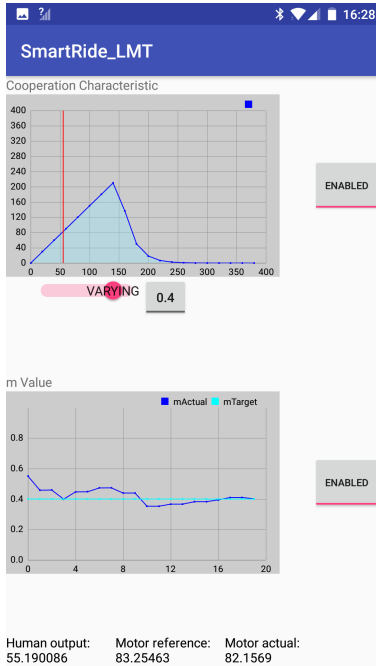 ? 16:28
SmartRide_LMT
Cooperation Characteristic
400
360
320
280
240
200
160
120
80
40
0
0 50 100 150 200 250 300 350 400
ENABLED
VARYING 0.4
m Value
mActual mTarget
0.8
0.6
0.4
0.2
0.0
0 4 8 12 16 20
ENABLED
Human output: Motor reference: Motor actual:
55.190086 83.25463 82.1569